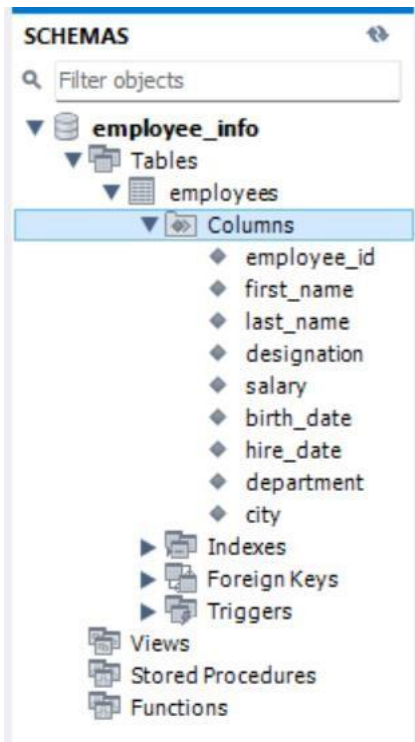 SCHEMAS
Filter objects
employee_info
Tables
employees
Columns
employee_id
first_name
last_name
designation
salary
birth_date
hire_date
department
city
Indexes
Foreign Keys
Triggers
Views
Stored Procedures
Functions